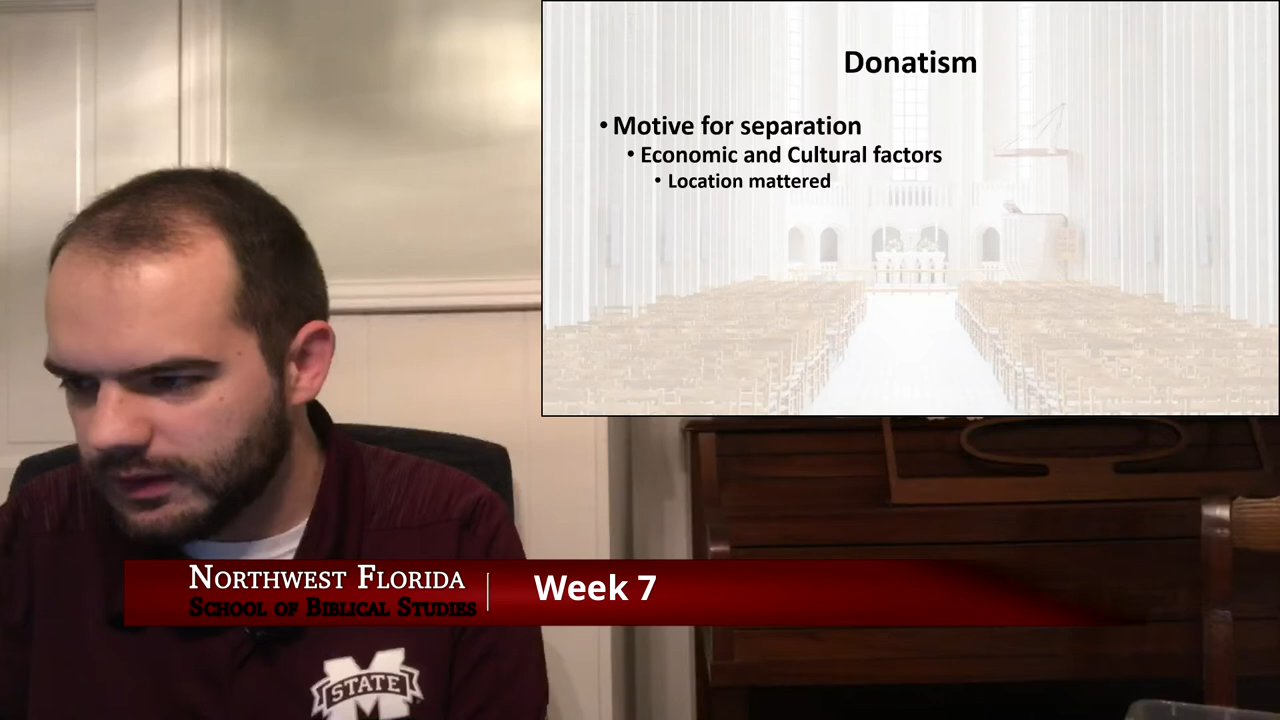 Donatism
• Motive for separation
• Economic and Cultural factors
• Location mattered
Northwest Florida
School of Biblical Studies
Week 7
M
STATE